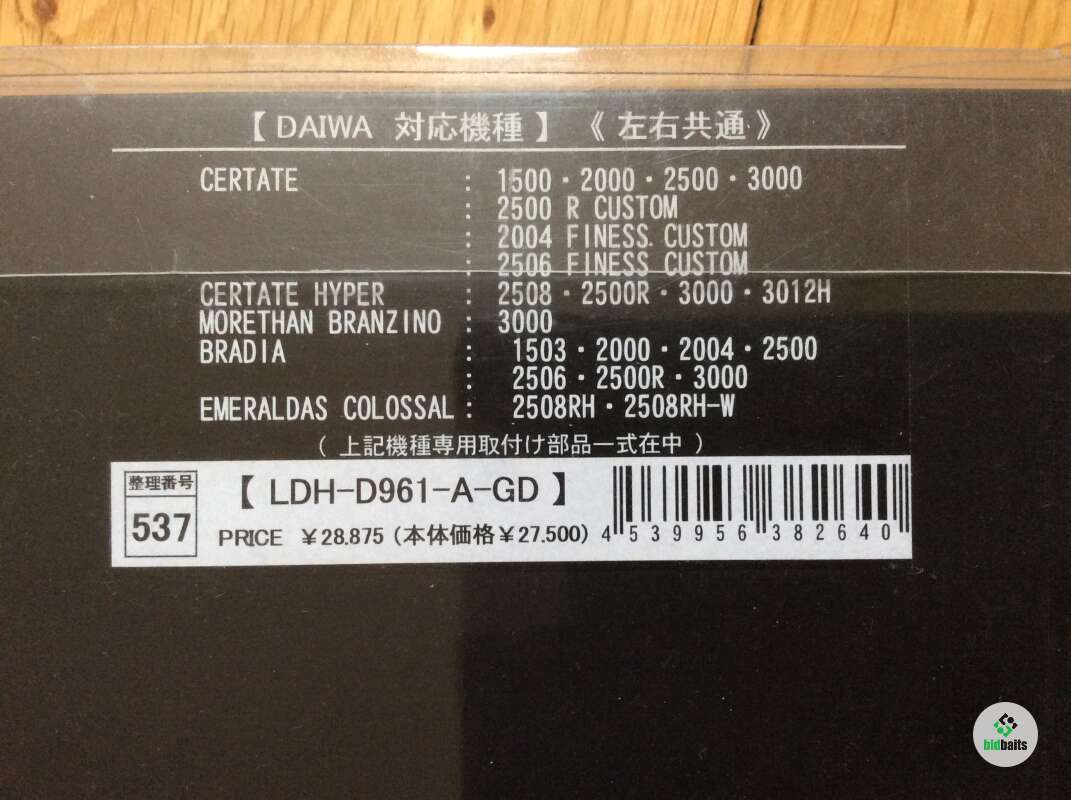 【 DAIWA 対応機種 】 《 左右共通 》
CERTATE : 1500・2000・2500・3000
: 2500 R CUSTOM
: 2004 FINESS CUSTOM
: 2506 FINESS CUSTOM
CERTATE HYPER : 2508・2500R・3000・3012H
MORETHAN BRANZINO : 3000
BRADIA : 1503・2000・2004・2500
: 2506・2500R・3000
EMERALDAS COLOSSAL : 2508RH・2508RH-W
( 上記機種専用取付け部品一式在中 )
整理番号
537
【 LDH-D961-A-GD 】
PRICE ¥28.875 (本体価格¥27.500)
4 539956 382640
bidbaits